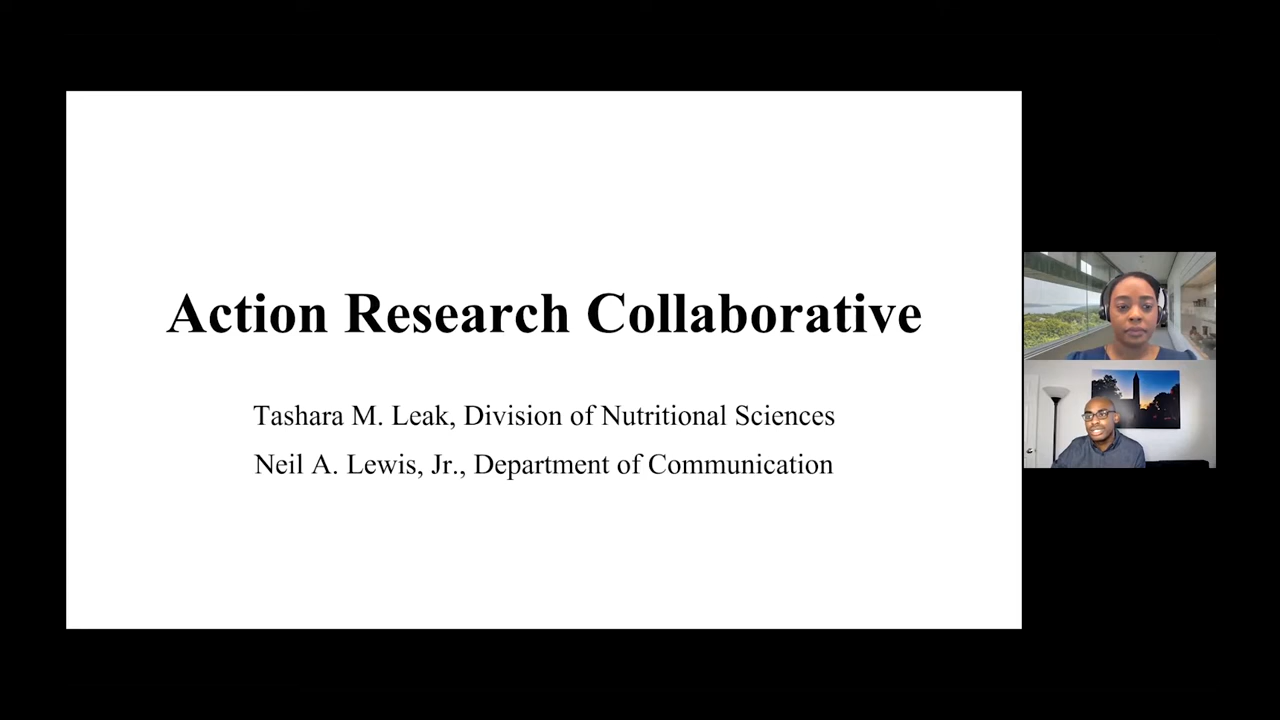 Action Research Collaborative
Tashara M. Leak, Division of Nutritional Sciences
Neil A. Lewis, Jr., Department of Communication